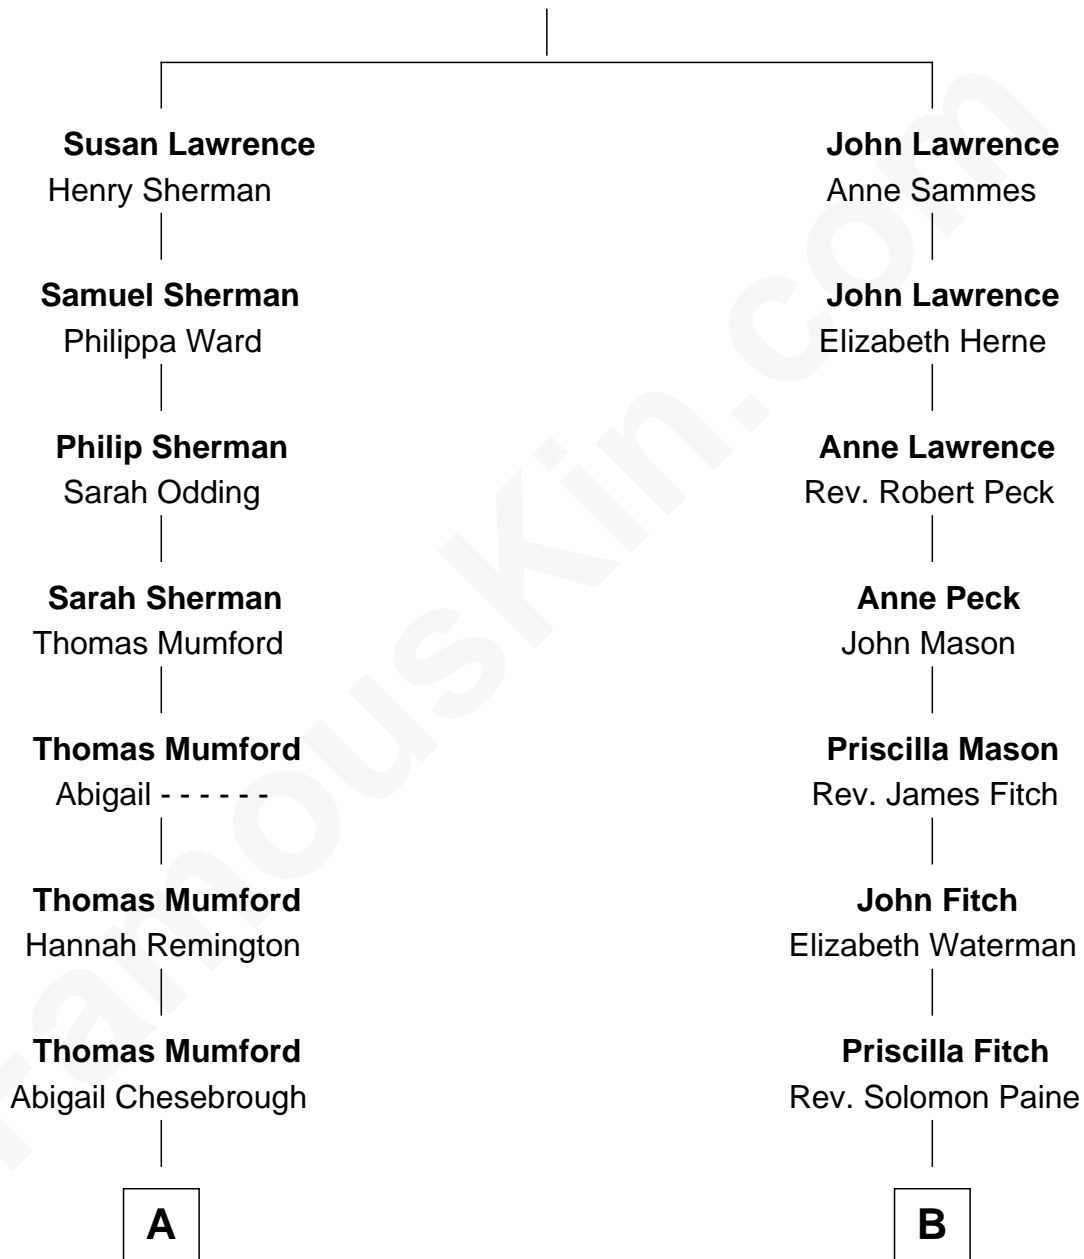 Susan Lawrence
Henry Sherman
Samuel Sherman
Philippa Ward
Philip Sherman
Sarah Odding
Sarah Sherman
Thomas Mumford
Thomas Mumford
Abigail - - - - - -
Thomas Mumford
Hannah Remington
Thomas Mumford
Abigail Chesebrough
A
John Lawrence
Anne Sammes
John Lawrence
Elizabeth Herne
Anne Lawrence
Rev. Robert Peck
Anne Peck
John Mason
Priscilla Mason
Rev. James Fitch
John Fitch
Elizabeth Waterman
Priscilla Fitch
Rev. Solomon Paine
B
FamousKin.com